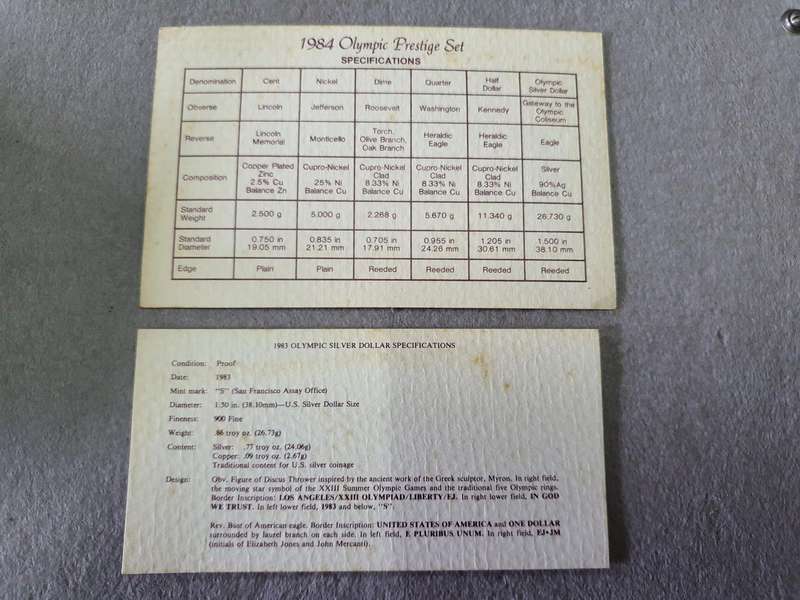 1984 Olympic Prestige Set
SPECIFICATIONS
Denomination Cent Nickel Dime Quarter Half Dollar Olympic Silver Dollar
Obverse Lincoln Jefferson Roosevelt Washington Kennedy Gateway to the Olympic Coliseum
Reverse Lincoln Memorial Monticello Torch, Olive Branch, Oak Branch Heraldic Eagle Heraldic Eagle Eagle
Composition Copper Plated Zinc 2.5% Cu Balance Zn Cupro-Nickel 25% Ni Balance Cu Cupro-Nickel Clad 8.33% Ni Balance Cu Cupro-Nickel Clad 8.33% Ni Balance Cu Cupro-Nickel Clad 8.33% Ni Balance Cu Silver 90%Ag Balance Cu
Standard Weight 2.500 g 5.000 g 2.268 g 5.670 g 11.340 g 26.730 g
Standard Diameter 0.750 in 19.05 mm 0.835 in 21.21 mm 0.705 in 17.91 mm 0.955 in 24.26 mm 1.205 in 30.61 mm 1.500 in 38.10 mm
Edge Plain Plain Reeded Reeded Reeded Reeded
1983 OLYMPIC SILVER DOLLAR SPECIFICATIONS
Condition: Proof
Date: 1983
Mint mark: "S" (San Francisco Assay Office)
Diameter: 1.50 in. (38.10mm)—U.S. Silver Dollar Size
Fineness: 900 Fine
Weight: .86 troy oz. (26.73g)
Content: Silver: .77 troy oz. (24.06g)
Copper: .09 troy oz. (2.67g)
Traditional content for U.S. silver coinage
Design: Obv. Figure of Discus Thrower inspired by the ancient work of the Greek sculptor, Myron. In right field,
the moving star symbol of the XXIII Summer Olympic Games and the traditional five Olympic rings.
Border Inscription: LOS ANGELES/XXIII OLYMPIAD/LIBERTY/EJ. In right lower field, IN GOD
WE TRUST. In left lower field, 1983 and below, "S".
Rev. Bust of American eagle. Border Inscription: UNITED STATES OF AMERICA and ONE DOLLAR
surrounded by laurel branch on each side. In left field, E PLURIBUS UNUM. In right field, EJ•JM
(initials of Elizabeth Jones and John Mercanti).